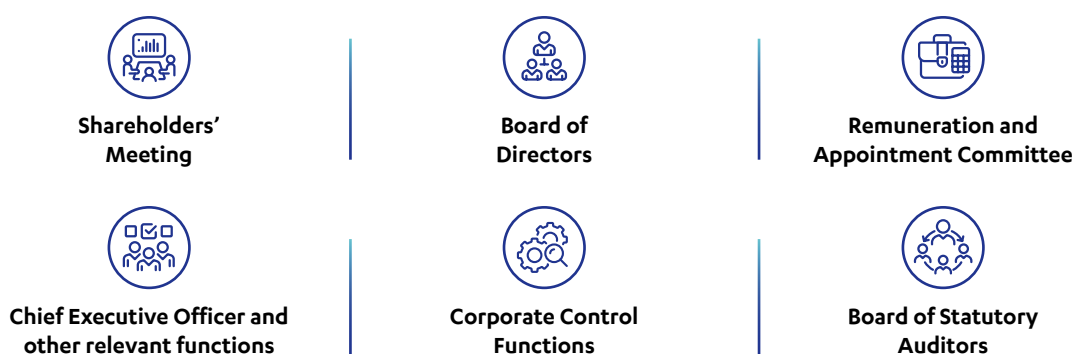 Shareholders’
Meeting
Board of
Directors
Remuneration and
Appointment Committee
Chief Executive Officer and
other relevant functions
Corporate Control
Functions
Board of Statutory
Auditors